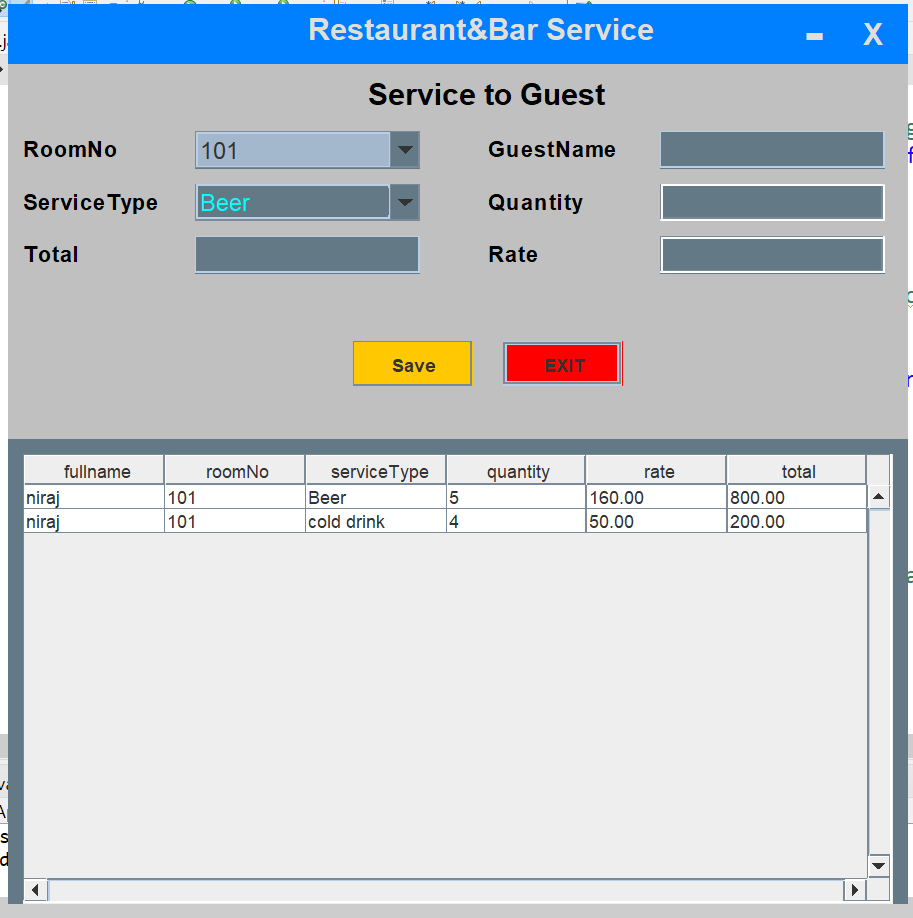 Restaurant&Bar Service - X
Service to Guest
RoomNo 101 GuestName
ServiceType Beer Quantity
Total Rate
Save EXIT
fullname roomNo serviceType quantity rate total
niraj 101 Beer 5 160.00 800.00
niraj 101 cold drink 4 50.00 200.00